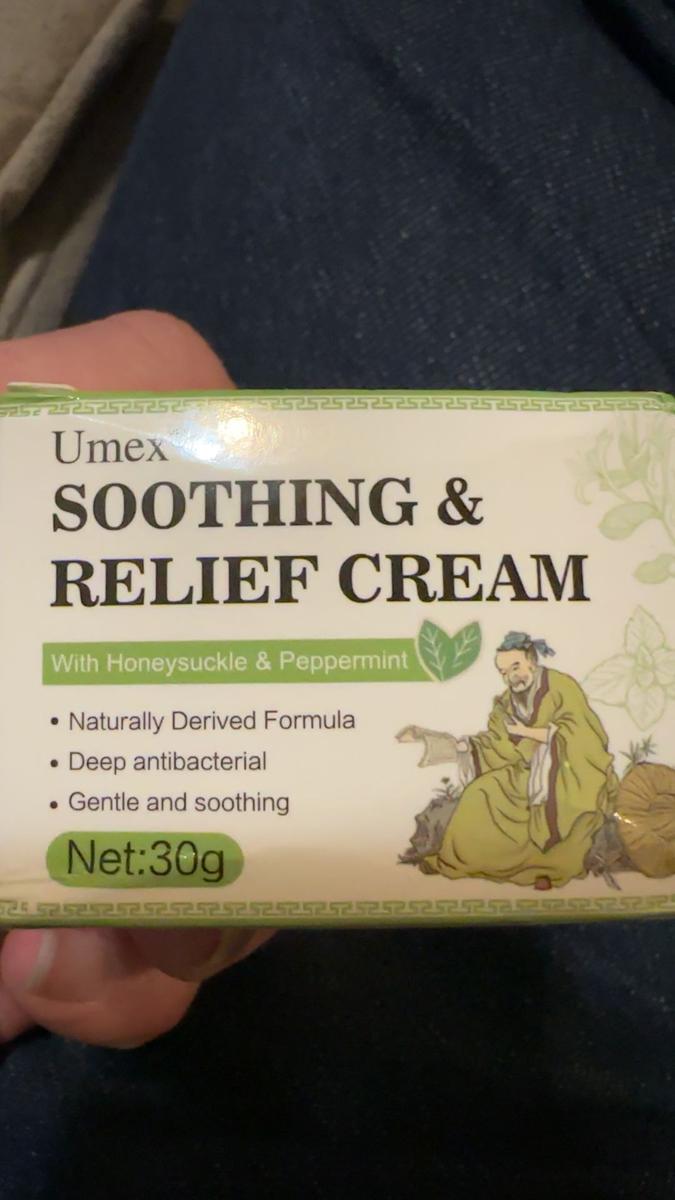 Umex
SOOTHING &
RELIEF CREAM
With Honeysuckle & Peppermint
• Naturally Derived Formula
• Deep antibacterial
• Gentle and soothing
Net:30g